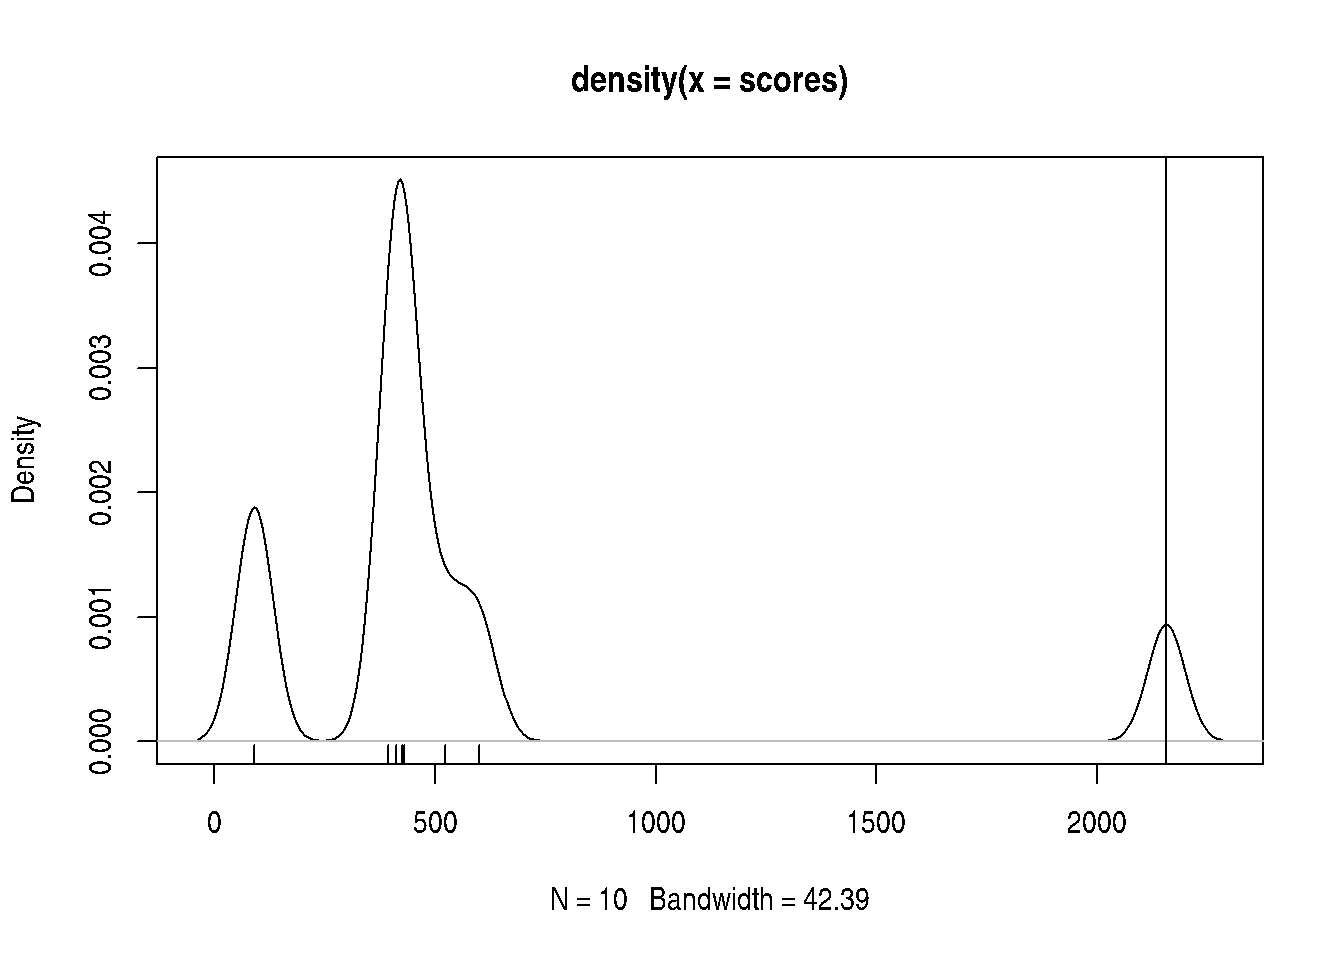 density(x = scores)
Density
0.004
0.003
0.002
0.001
0.000
0 500 1000 1500 2000
N = 10 Bandwidth = 42.39